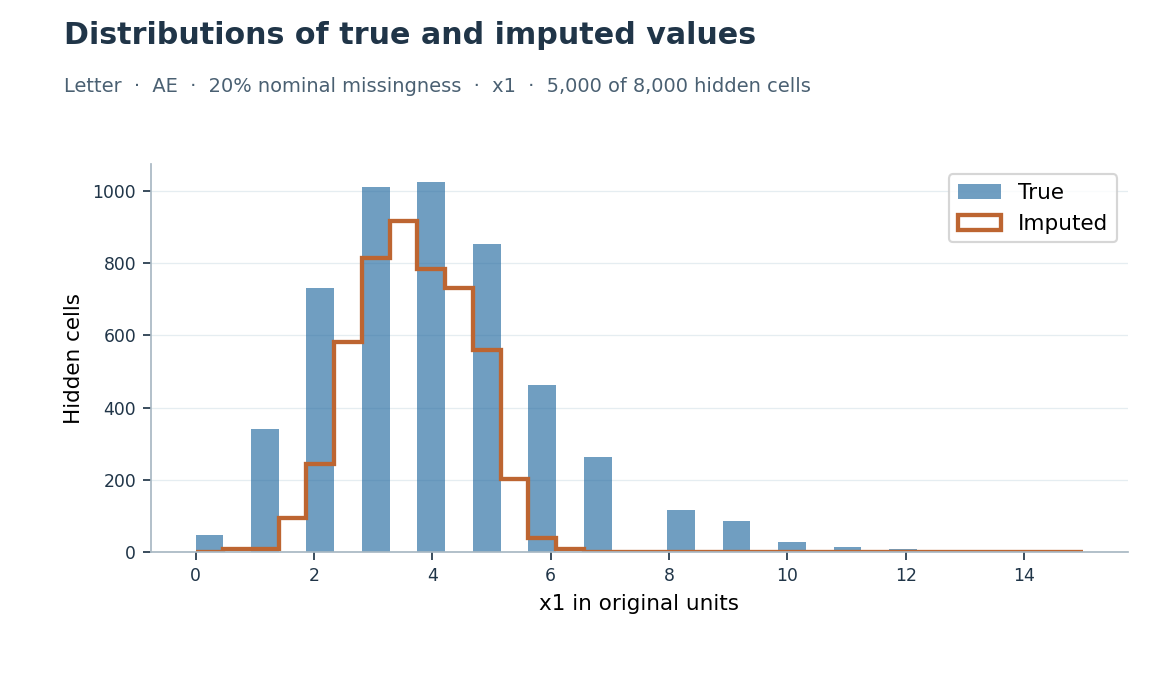 Distributions of true and imputed values
Letter · AE · 20% nominal missingness · x1 · 5,000 of 8,000 hidden cells
True
Imputed
Hidden cells
1000
800
600
400
200
0
0 2 4 6 8 10 12 14
x1 in original units